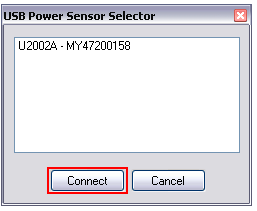 USB Power Sensor Selector
U2002A - MY47200158
Connect
Cancel